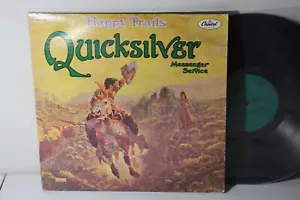 Happy Trails
Capitol
Quicksilver
Messenger
Service